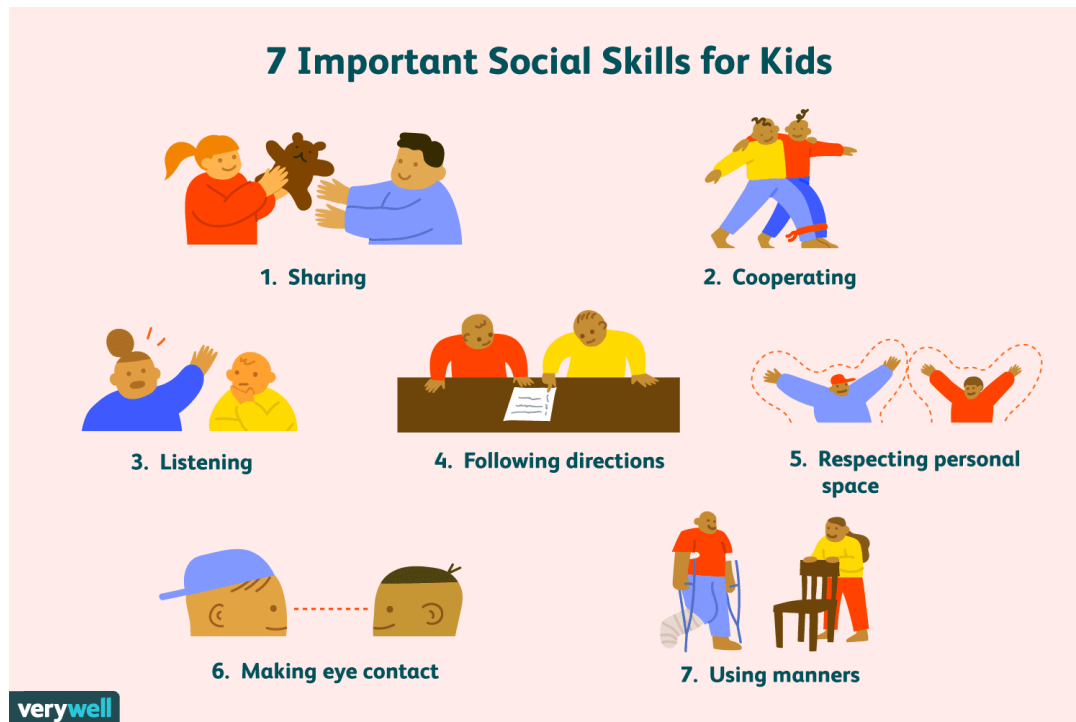 7 Important Social Skills for Kids
1. Sharing
2. Cooperating
3. Listening
4. Following directions
5. Respecting personal
space
6. Making eye contact
7. Using manners
verywell